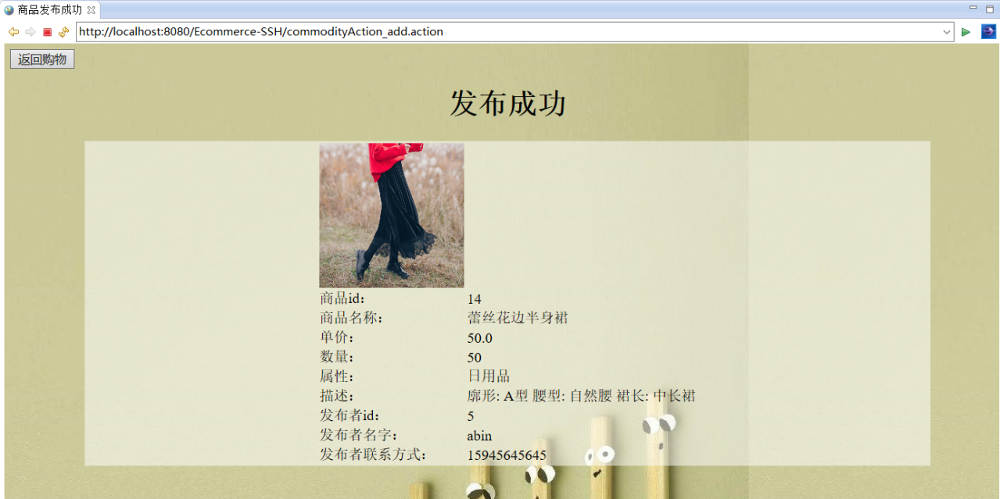 商品发布成功
http://localhost:8080/Ecommerce-SSH/commodityAction_add.action
返回购物
发布成功
商品id: 14
商品名称: 蕾丝花边半身裙
单价: 50.0
数量: 50
属性: 日用品
描述: 廓形: A型 腰型: 自然腰 裙长: 中长裙
发布者id: 5
发布者名字: abin
发布者联系方式: 15945645645